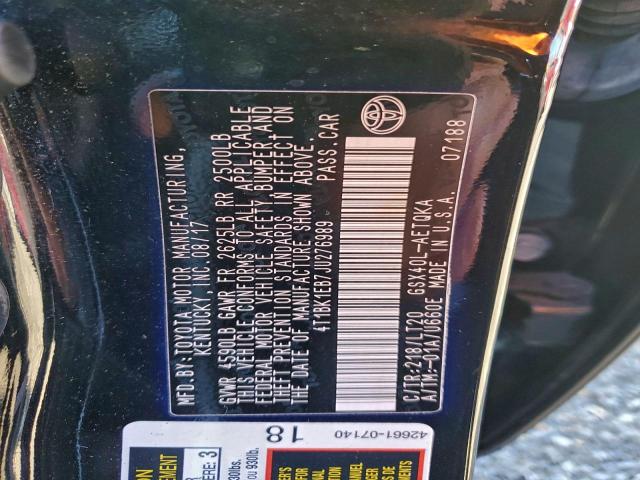 MFD.BY:TOYOTA MOTOR MANUFACTURING,
KENTUCKY INC. 08/17
GVWR 4590LB GAWR FR 2625LB RR 2500LB
THIS VEHICLE CONFORMS TO ALL APPLICABLE
FEDERAL MOTOR VEHICLE SAFETY, BUMPER, AND
THEFT PREVENTION STANDARDS IN EFFECT ON
THE DATE OF MANUFACTURE SHOWN ABOVE.
4T1BK1EB7JU276989 PASS.CAR
C/TR:218/LT20 GSX40L-AETQKA
A/TM:-01A/U660E MADE IN U.S.A.
07188
18
42661-07140